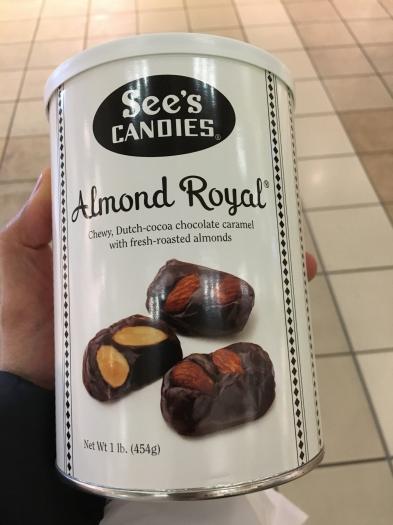 See's
CANDIES®
Almond Royal®
Chewy, Dutch-cocoa chocolate caramel
with fresh-roasted almonds
Net Wt 1 lb. (454g)